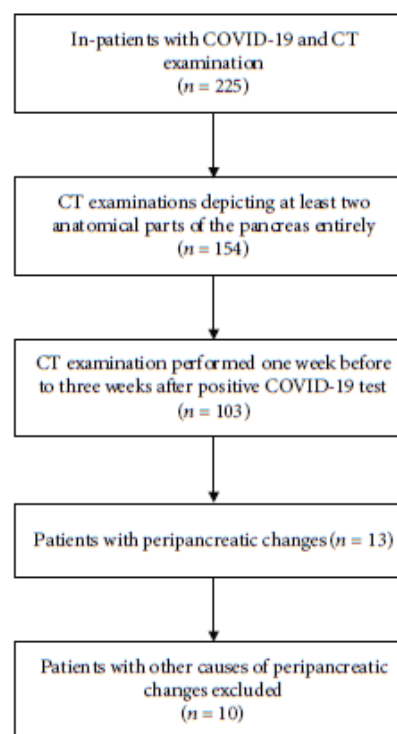 In-patients with COVID-19 and CT
examination
(n = 225)
CT examinations depicting at least two
anatomical parts of the pancreas entirely
(n = 154)
CT examination performed one week before
to three weeks after positive COVID-19 test
(n = 103)
Patients with peripancreatic changes (n = 13)
Patients with other causes of peripancreatic
changes excluded
(n = 10)